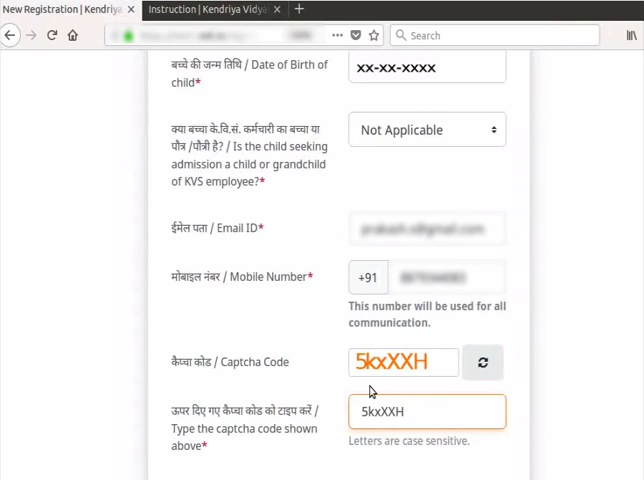 New Registration | Kendriya
Instruction | Kendriya Vidya
Search
बच्चे की जन्म तिथि / Date of Birth of
child*
xx-xx-xxxx
क्या बच्चा के.वि.सं. कर्मचारी का बच्चा या
पौत्र /पौत्री है? / Is the child seeking
admission a child or grandchild
of KVS employee?*
Not Applicable
ईमेल पता / Email ID*
मोबाइल नंबर / Mobile Number*
+91
This number will be used for all
communication.
कैप्चा कोड / Captcha Code
5kxXXH
ऊपर दिए गए कैप्चा कोड को टाइप करें /
Type the captcha code shown
above*
5kxXXH
Letters are case sensitive.